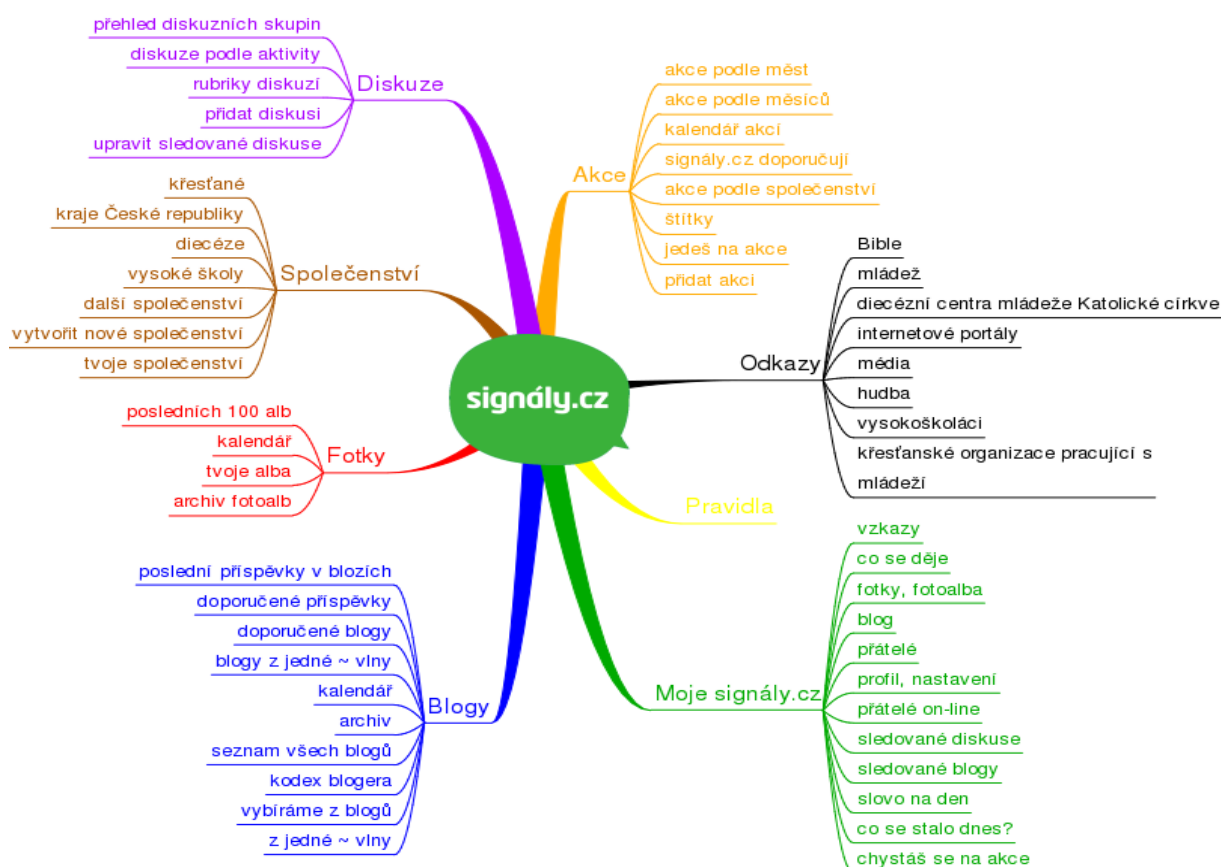 přehled diskuzních skupin
diskuze podle aktivity
rubriky diskuzí
přidat diskusi
upravit sledované diskuse
Diskuze
křesťané
kraje České republiky
diecéze
vysoké školy
další společenství
vytvořit nové společenství
tvoje společenství
Společenství
posledních 100 alb
kalendář
tvoje alba
archiv fotoalb
Fotky
poslední příspěvky v blozích
doporučené příspěvky
doporučené blogy
blogy z jedné ~ vlny
kalendář
archiv
seznam všech blogů
kodex blogera
vybíráme z blogů
z jedné ~ vlny
Blogy
signály.cz
Akce
akce podle měst
akce podle měsíců
kalendář akcí
signály.cz doporučují
akce podle společenství
štítky
jedeš na akce
přidat akci
Odkazy
Bible
mládež
diecézní centra mládeže Katolické církve
internetové portály
média
hudba
vysokoškoláci
křesťanské organizace pracující s
mládeží
Pravidla
Moje signály.cz
vzkazy
co se děje
fotky, fotoalba
blog
přátelé
profil, nastavení
přátelé on-line
sledované diskuse
sledované blogy
slovo na den
co se stalo dnes?
chystáš se na akce